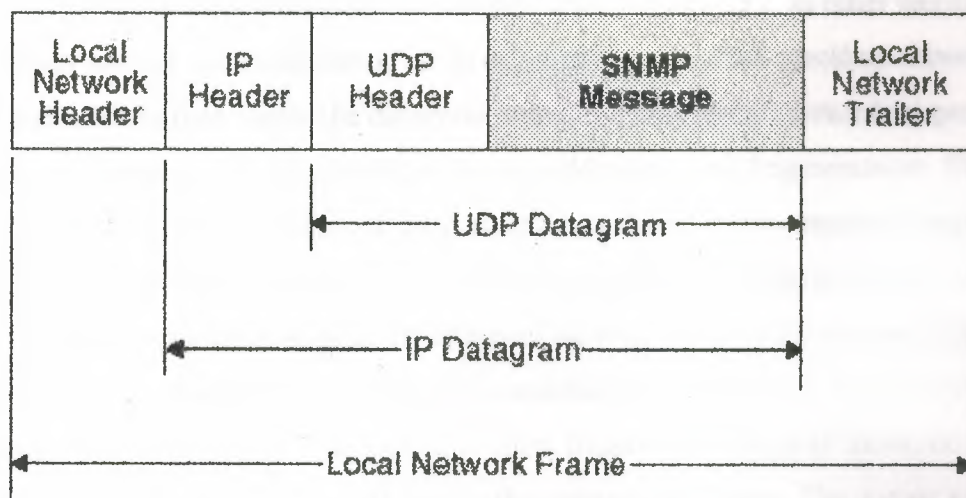 Local
Network
Header
IP
Header
UDP
Header
SNMP
Message
Local
Network
Trailer
UDP Datagram
IP Datagram
Local Network Frame